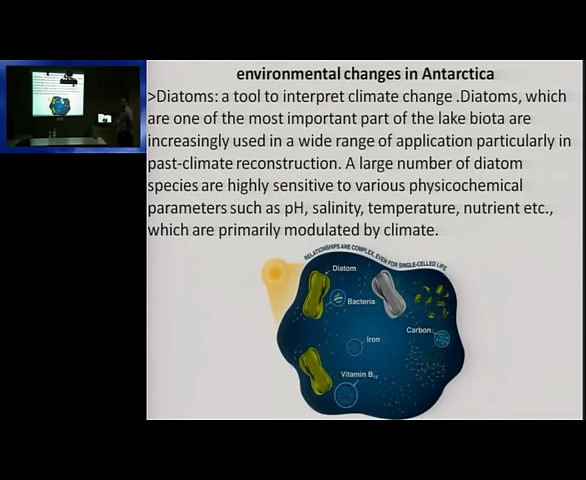 environmental changes in Antarctica
>Diatoms: a tool to interpret climate change .Diatoms, which
are one of the most important part of the lake biota are
increasingly used in a wide range of application particularly in
past-climate reconstruction. A large number of diatom
species are highly sensitive to various physicochemical
parameters such as pH, salinity, temperature, nutrient etc.,
which are primarily modulated by climate.
RELATIONSHIPS ARE COMPLEX, EVEN FOR SINGLE-CELLED LIFE
Diatom
Bacteria
Iron
Carbon
Vitamin B12